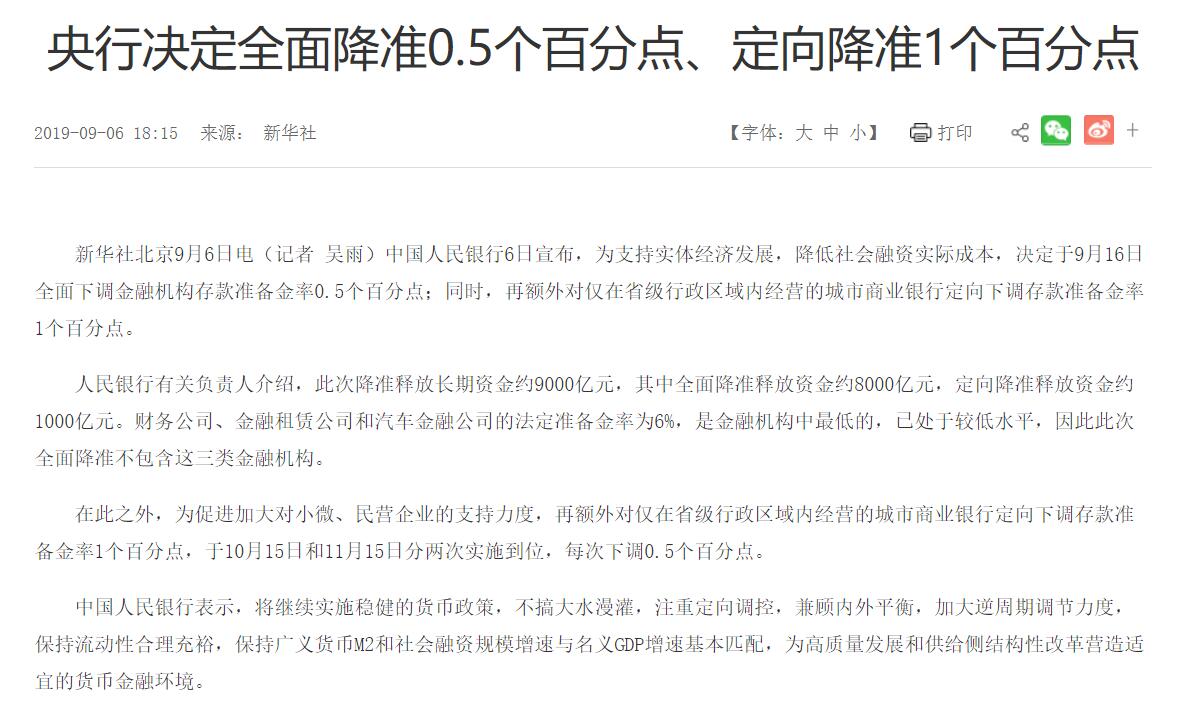 央行决定全面降准0.5个百分点、定向降准1个百分点
2019-09-06 18:15 来源： 新华社 【字体：大 中 小】 打印 +
新华社北京9月6日电（记者 吴雨）中国人民银行6日宣布，为支持实体经济发展，降低社会融资实际成本，决定于9月16日
全面下调金融机构存款准备金率0.5个百分点；同时，再额外对仅在省级行政区域内经营的城市商业银行定向下调存款准备金率
1个百分点。
人民银行有关负责人介绍，此次降准释放长期资金约9000亿元，其中全面降准释放资金约8000亿元，定向降准释放资金约
1000亿元。财务公司、金融租赁公司和汽车金融公司的法定准备金率为6%，是金融机构中最低的，已处于较低水平，因此此次
全面降准不包含这三类金融机构。
在此之外，为促进加大对小微、民营企业的支持力度，再额外对仅在省级行政区域内经营的城市商业银行定向下调存款准
备金率1个百分点，于10月15日和11月15日分两次实施到位，每次下调0.5个百分点。
中国人民银行表示，将继续实施稳健的货币政策，不搞大水漫灌，注重定向调控，兼顾内外平衡，加大逆周期调节力度，
保持流动性合理充裕，保持广义货币M2和社会融资规模增速与名义GDP增速基本匹配，为高质量发展和供给侧结构性改革营造适
宜的货币金融环境。